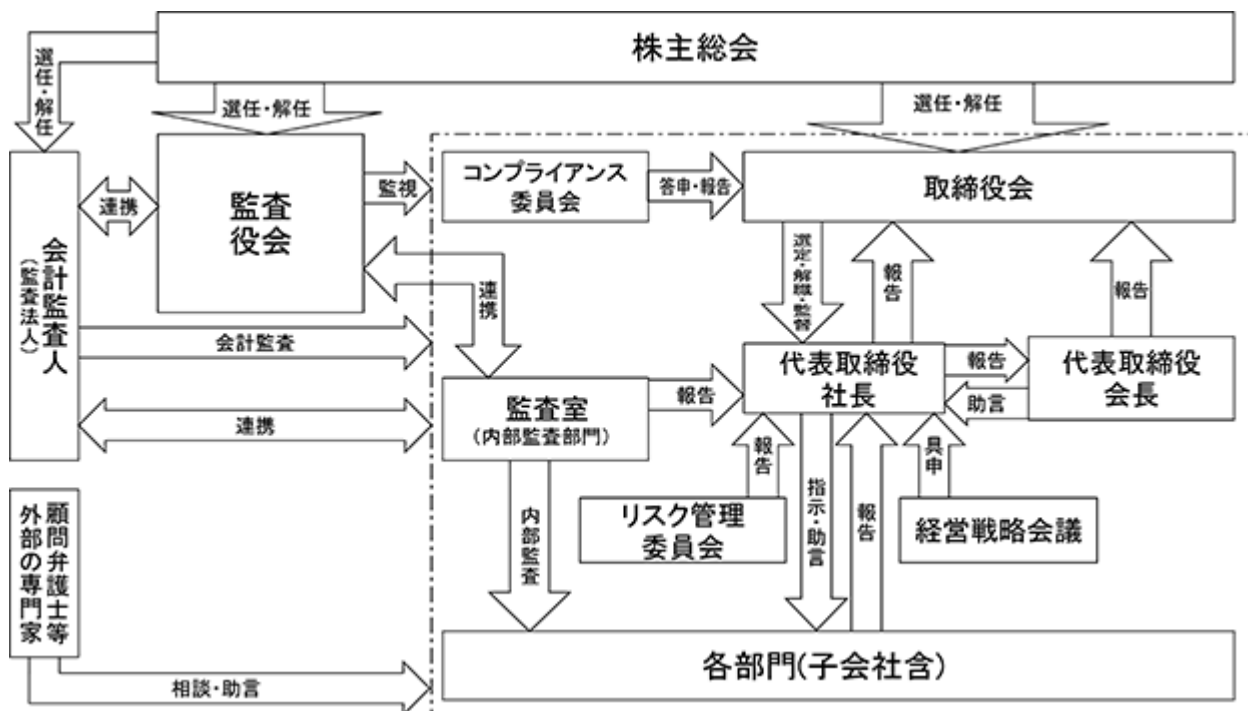 株主総会
選任・解任
選任・解任
選任・解任
会計監査人
(監査法人)
連携
監査
役会
監視
コンプライアンス
委員会
答申・報告
取締役会
選定・解職・監督
報告
報告
連携
会計監査
連携
監査室
(内部監査部門)
報告
代表取締役
社長
報告
助言
代表取締役
会長
報告
リスク管理
委員会
具申
経営戦略会議
内部監査
指示・助言
報告
顧問弁護士等
外部の専門家
相談・助言
各部門(子会社含)